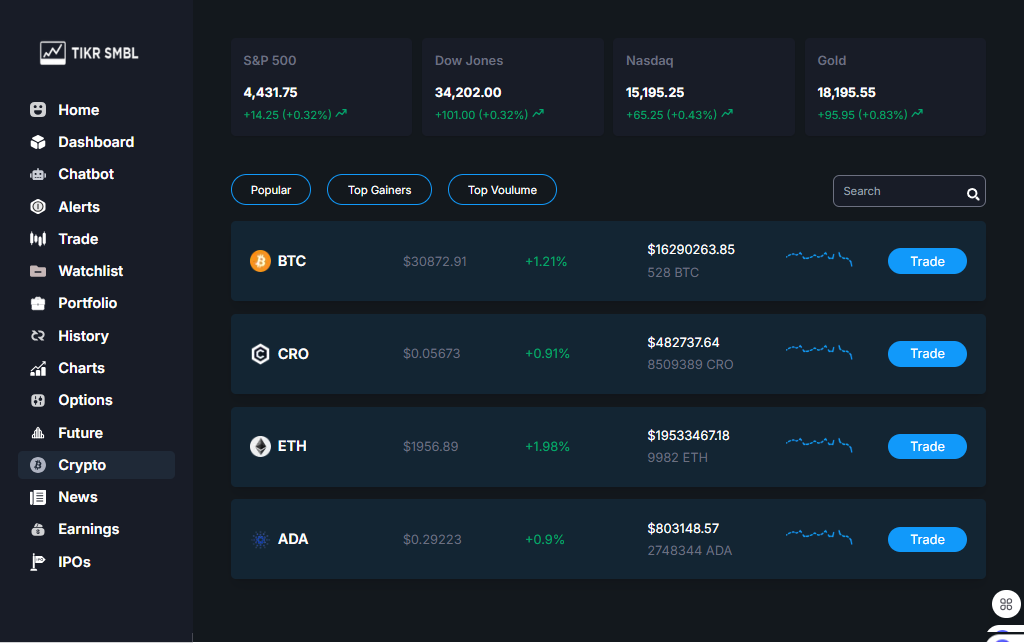 TIKR SMBL
Home
Dashboard
Chatbot
Alerts
Trade
Watchlist
Portfolio
History
Charts
Options
Future
Crypto
News
Earnings
IPOs
S&P 500
4,431.75
+14.25 (+0.32%)
Dow Jones
34,202.00
+101.00 (+0.32%)
Nasdaq
15,195.25
+65.25 (+0.43%)
Gold
18,195.55
+95.95 (+0.83%)
Popular
Top Gainers
Top Voulume
Search
BTC
$30872.91
+1.21%
$16290263.85
528 BTC
Trade
CRO
$0.05673
+0.91%
$482737.64
8509389 CRO
Trade
ETH
$1956.89
+1.98%
$19533467.18
9982 ETH
Trade
ADA
$0.29223
+0.9%
$803148.57
2748344 ADA
Trade